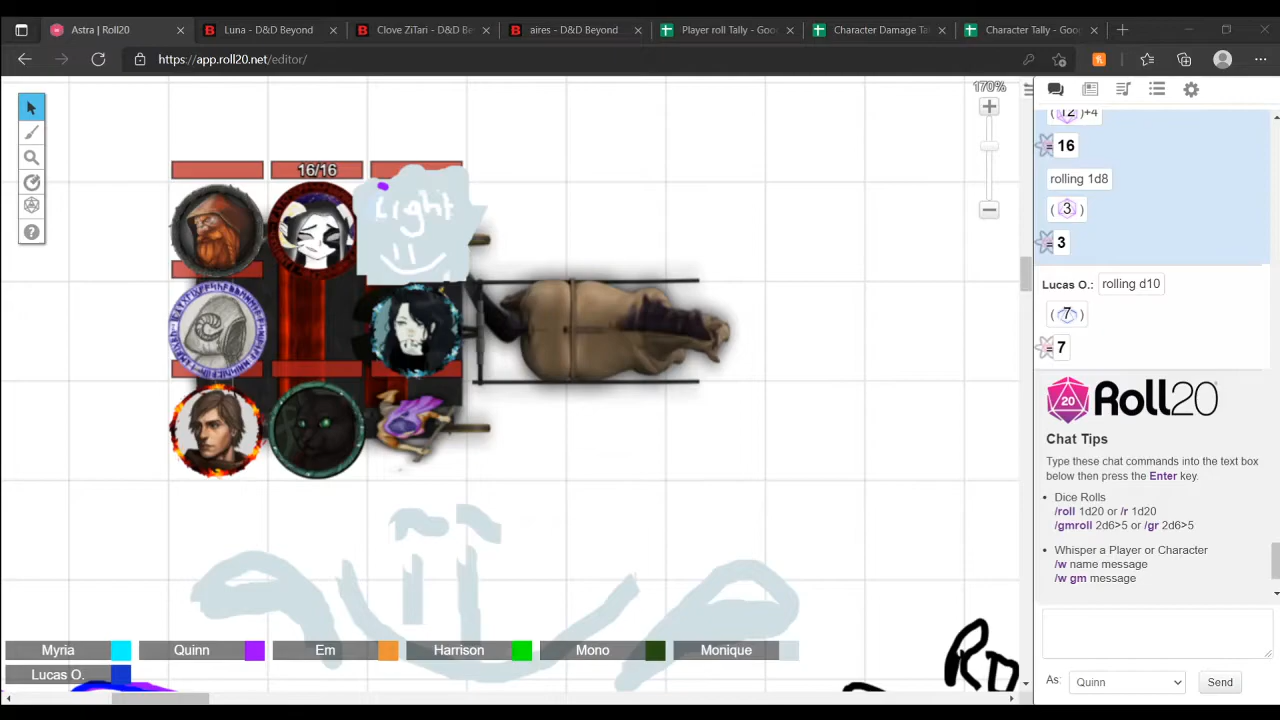 Astra | Roll20
Luna - D&D Beyond
Clove ZiTari - D&D Be
aires - D&D Beyond
Player roll Tally - Goo
Character Damage Ta
Character Tally - Goo
https://app.roll20.net/editor/
170%
(12)+4
= 16
rolling 1d8
(3)
= 3
Lucas O.: rolling d10
(7)
= 7
16/16
Light
20 Roll20
Chat Tips
Type these chat commands into the text box
below then press the Enter key.
• Dice Rolls
/roll 1d20 or /r 1d20
/gmroll 2d6>5 or /gr 2d6>5
• Whisper a Player or Character
/w name message
/w gm message
Myria
Quinn
Em
Harrison
Mono
Monique
Lucas O.
As: Quinn
Send